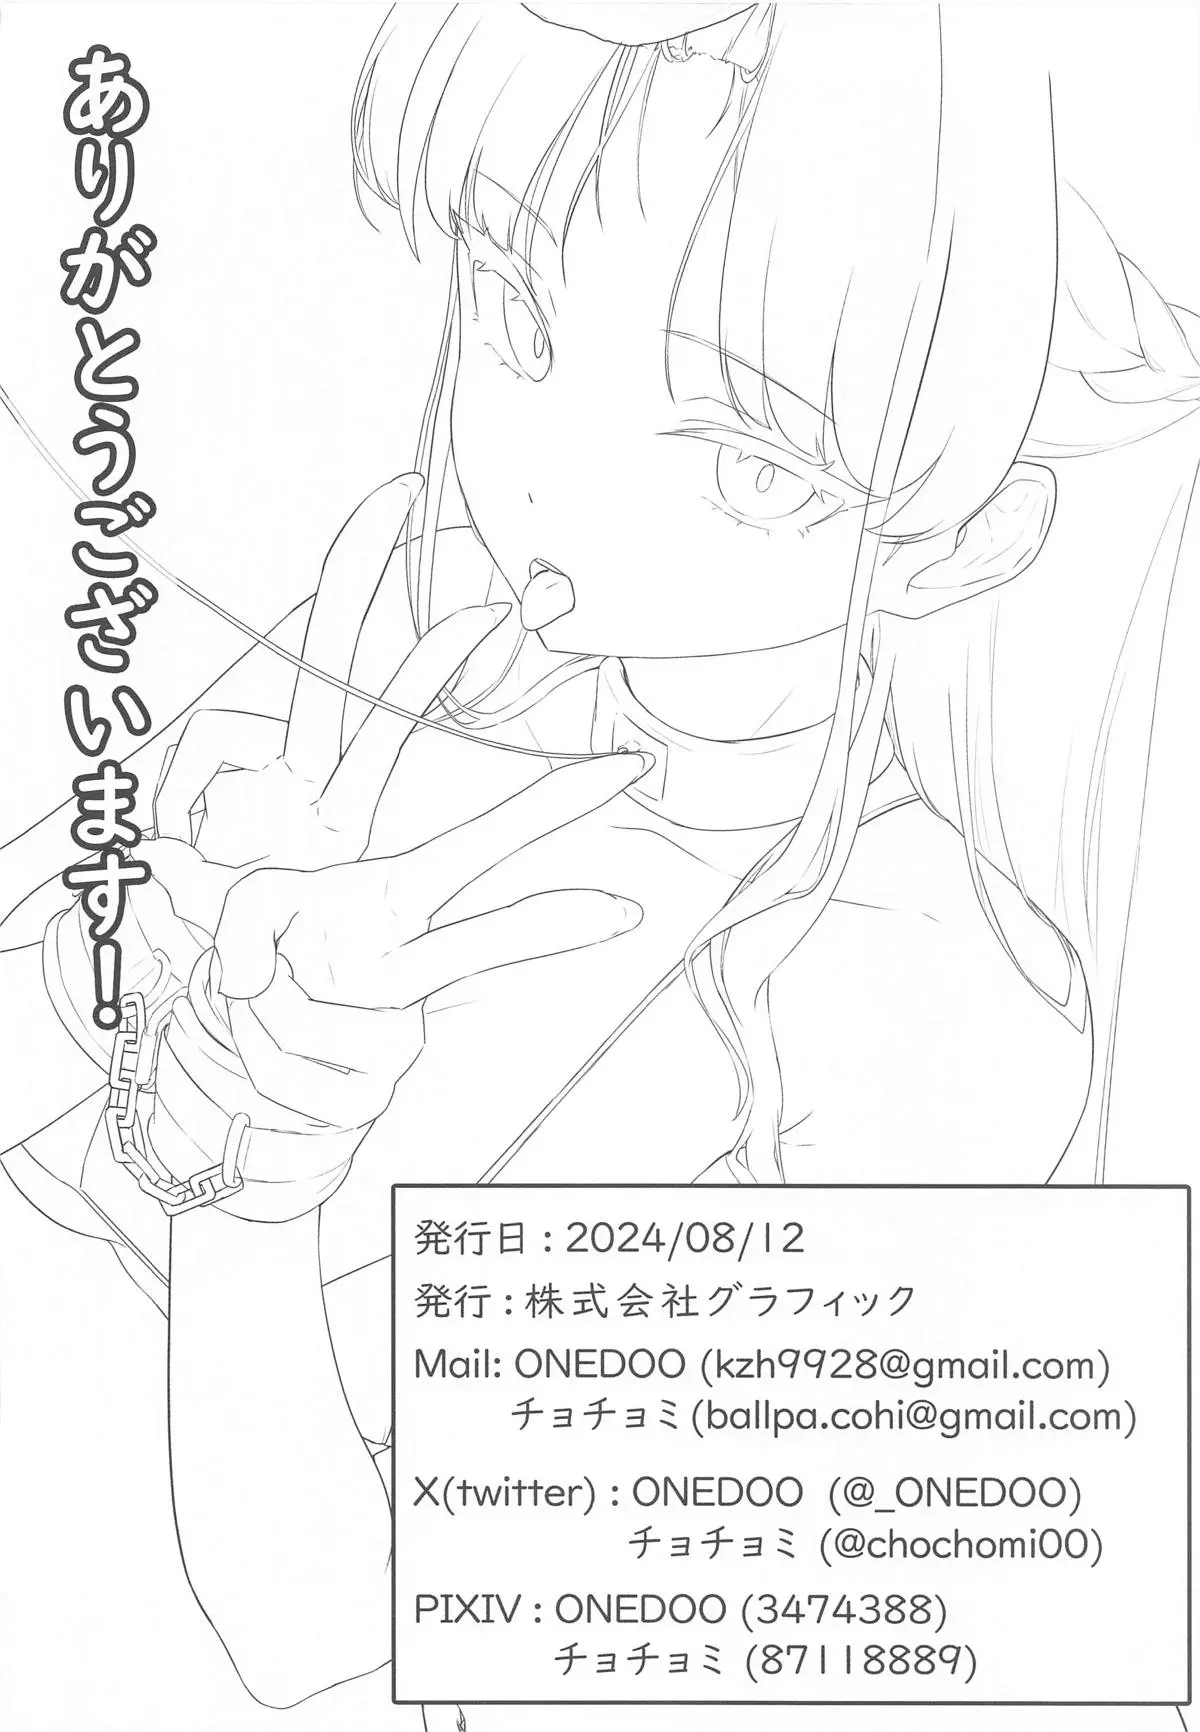 ありがとうございます!
発行日 : 2024/08/12
発行 : 株式会社グラフィック
Mail: ONEDOO (kzh9928@gmail.com)
チョチョミ(ballpa.cohi@gmail.com)
X(twitter) : ONEDOO (@_ONEDOO)
チョチョミ (@chochomi00)
PIXIV : ONEDOO (3474388)
チョチョミ (87118889)